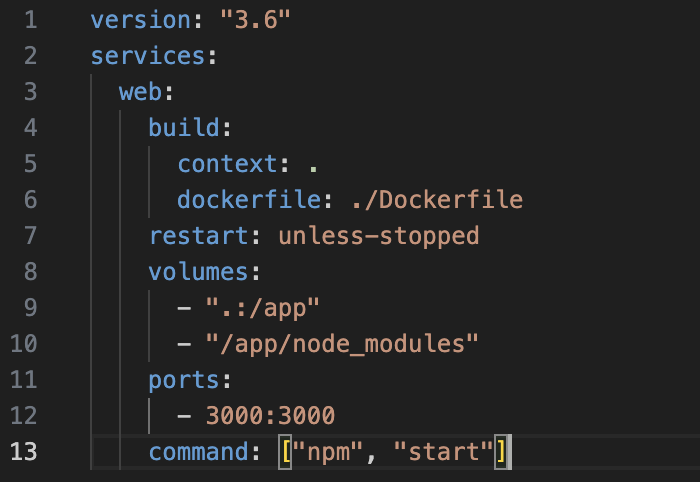 1 version: "3.6"
2 services:
3   web:
4     build:
5       context: .
6       dockerfile: ./Dockerfile
7     restart: unless-stopped
8     volumes:
9       - ".:/app"
10       - "/app/node_modules"
11     ports:
12       - 3000:3000
13     command: ["npm", "start"]